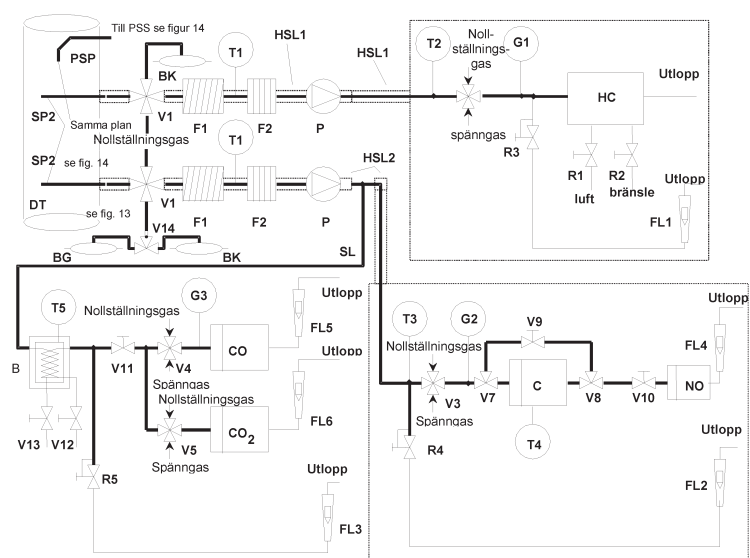 Till PSS se figur 14
PSP
BK
T1
HSL1
HSL1
T2
Noll-
ställnings-
gas
G1
Utlopp
HC
SP2
V1
F1
F2
P
spänngas
Samma plan
Nollställningsgas
T1
R3
R1
R2
luft
bränsle
Utlopp
SP2
se fig. 14
HSL2
DT
se fig. 13
V1
F1
F2
P
FL1
V14
BG
BK
SL
Utlopp
T5
Nollställningsgas
G3
FL5
T3
G2
V9
Utlopp
Nollställningsgas
FL4
B
CO
Utlopp
V11
V4
Spänngas
Nollställningsgas
C
NO
V3
V7
V8
V10
Spänngas
CO2
FL6
V13
V12
V5
Spänngas
T4
R4
Utlopp
R5
Utlopp
FL2
FL3